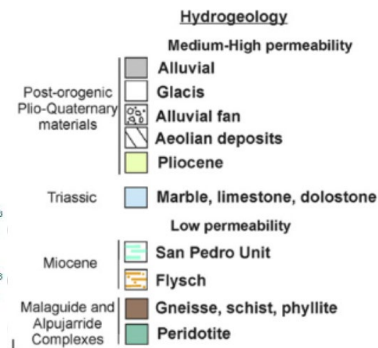 Hydrogeology
Medium-High permeability
Post-orogenic
Plio-Quaternary
materials
Alluvial
Glacis
Alluvial fan
Aeolian deposits
Pliocene
Triassic
Marble, limestone, dolostone
Low permeability
Miocene
San Pedro Unit
Flysch
Malaguide and
Alpujarride
Complexes
Gneisse, schist, phyllite
Peridotite